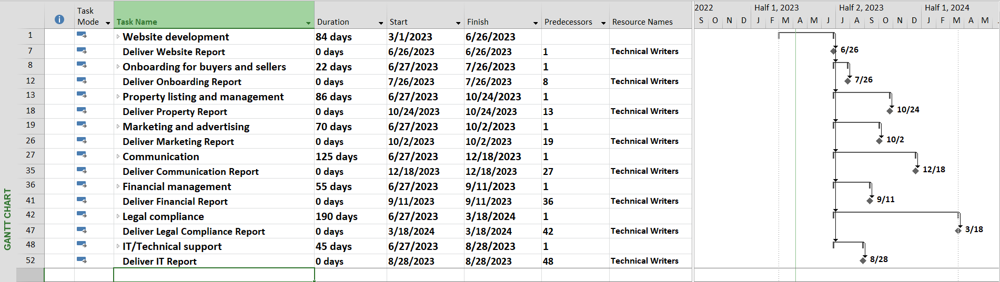 Task Mode Task Name Duration Start Finish Predecessors Resource Names
2022 Half 1, 2023 Half 2, 2023 Half 1, 2024
S O N D J F M A M J J A S O N D J F M A M
1 Website development 84 days 3/1/2023 6/26/2023
7 Deliver Website Report 0 days 6/26/2023 6/26/2023 1 Technical Writers 6/26
8 Onboarding for buyers and sellers 22 days 6/27/2023 7/26/2023 1
12 Deliver Onboarding Report 0 days 7/26/2023 7/26/2023 8 Technical Writers 7/26
13 Property listing and management 86 days 6/27/2023 10/24/2023 1
18 Deliver Property Report 0 days 10/24/2023 10/24/2023 13 Technical Writers 10/24
19 Marketing and advertising 70 days 6/27/2023 10/2/2023 1
26 Deliver Marketing Report 0 days 10/2/2023 10/2/2023 19 Technical Writers 10/2
27 Communication 125 days 6/27/2023 12/18/2023 1
35 Deliver Communication Report 0 days 12/18/2023 12/18/2023 27 Technical Writers 12/18
36 Financial management 55 days 6/27/2023 9/11/2023 1
41 Deliver Financial Report 0 days 9/11/2023 9/11/2023 36 Technical Writers 9/11
42 Legal compliance 190 days 6/27/2023 3/18/2024 1
47 Deliver Legal Compliance Report 0 days 3/18/2024 3/18/2024 42 Technical Writers 3/18
48 IT/Technical support 45 days 6/27/2023 8/28/2023 1
52 Deliver IT Report 0 days 8/28/2023 8/28/2023 48 Technical Writers 8/28
GANTT CHART